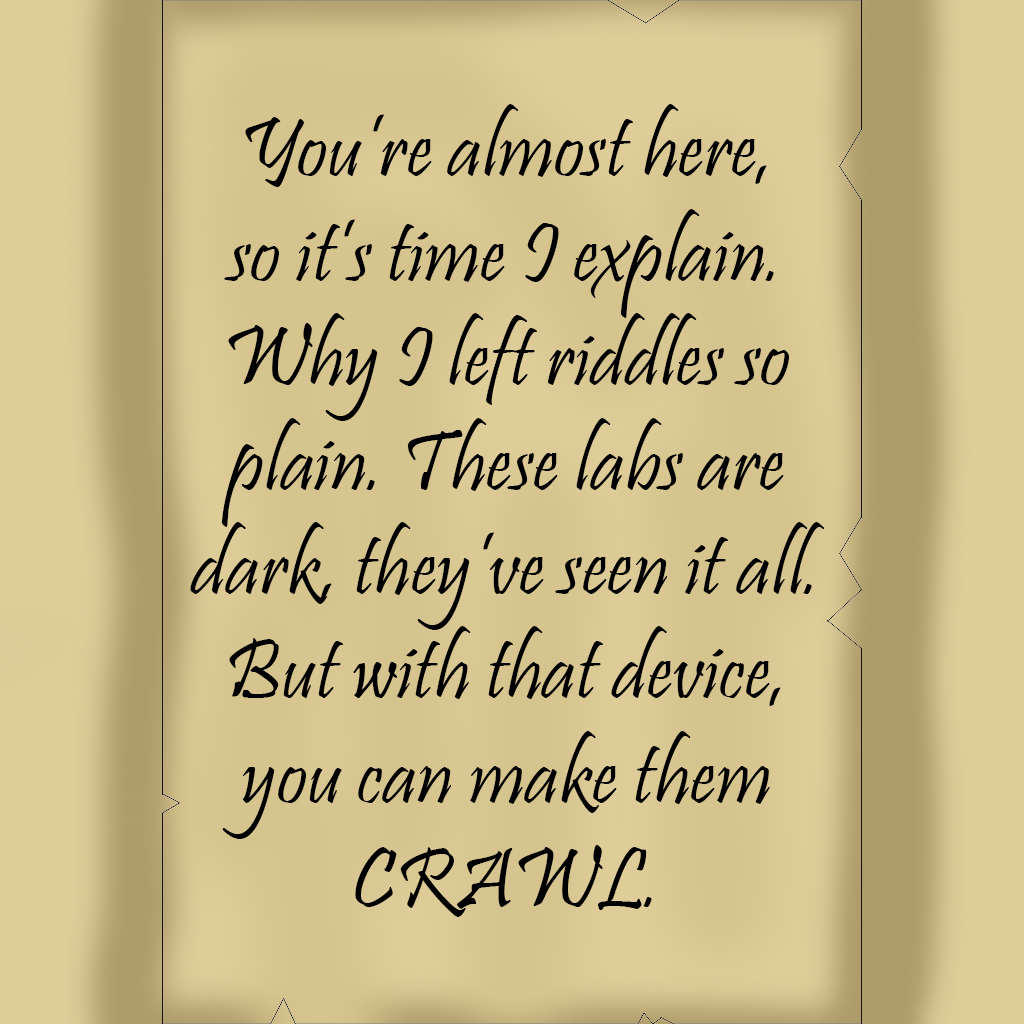 You're almost here,
so it's time I explain.
Why I left riddles so
plain. These labs are
dark, they've seen it all.
But with that device,
you can make them
CRAWL.